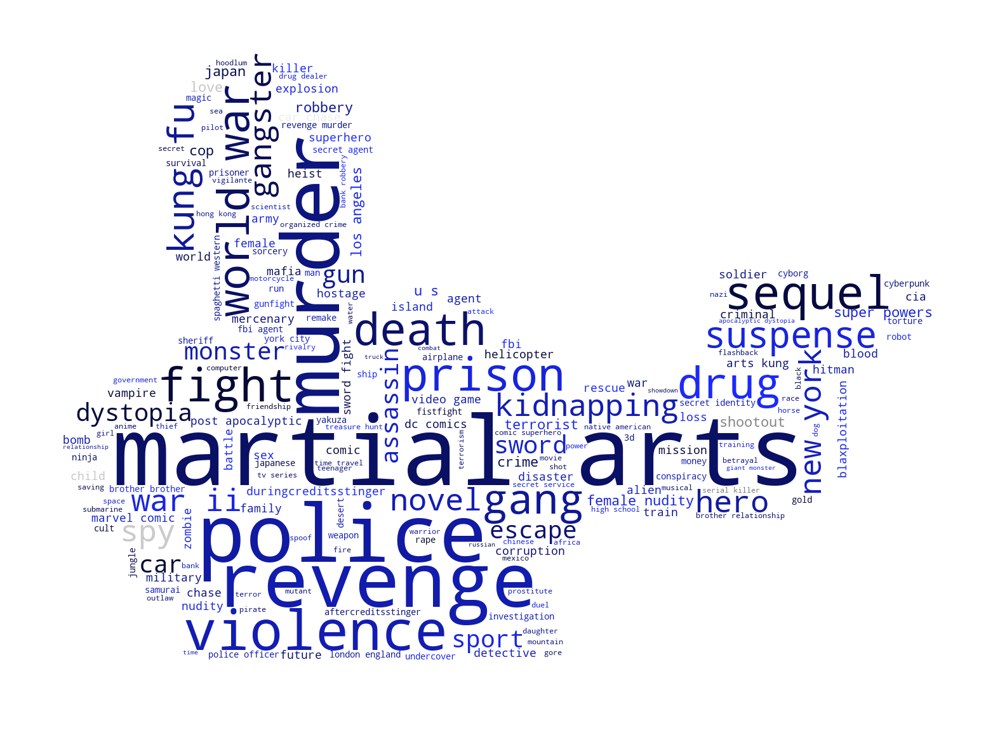 hoodlum
japan
killer
drug dealer
love
explosion
magic
robbery
sea
car chase
pilot
revenge murder
kung fu
world war
gangster
murder
superhero
secret
cop
secret agent
survival
prisoner
vigilante
heist
bank robbery
los angeles
hong kong
scientist
army
organized crime
female
sorcery
world
spaghetti western
mafia
man
gun
motorcycle
run
hostage
gunfight
mercenary
remake
water
fbi agent
sheriff
york city
rivalry
monster
u s
agent
island
attack
death
soldier
cyborg
cyberpunk
nazi
sequel
cia
criminal
super powers
apocalyptic dystopia
torture
suspense
robot
flashback
blood
arts kung
hitman
new york
black
blaxploitation
combat
fbi
truck
airplane
helicopter
sword fight
assassin
ship
prison
computer
government
fight
vampire
friendship
video game
rescue
war
showdown
drug
race
secret identity
horse
fistfight
kidnapping
dystopia
post apocalyptic
yakuza
dc comics
terrorist
loss
shootout
anime
thief
treasure hunt
native american
girl
comic superhero
dog
bomb
3d
relationship
martial arts
battle
terrorism
sword
power
training
ninja
sex
comic
mission
japanese
time travel
crime
movie
money
betrayal
teenager
shot
giant monster
child
tv series
disaster
conspiracy
saving
brother brother
duringcreditsstinger
secret service
alien
musical
serial killer
space
war ii
family
novel
gang
female nudity
hero
gold
submarine
high school
train
brother relationship
marvel comic
zombie
desert
cult
spy
police
spoof
weapon
warrior
escape
rape
chinese
africa
russian
jungle
fire
corruption
mexico
car
bank
military
revenge
samurai
chase
terror
mutant
prostitute
outlaw
nudity
duel
pirate
aftercreditsstinger
investigation
violence
sport
daughter
mountain
time
police officer
future
london england
undercover
detective
gore